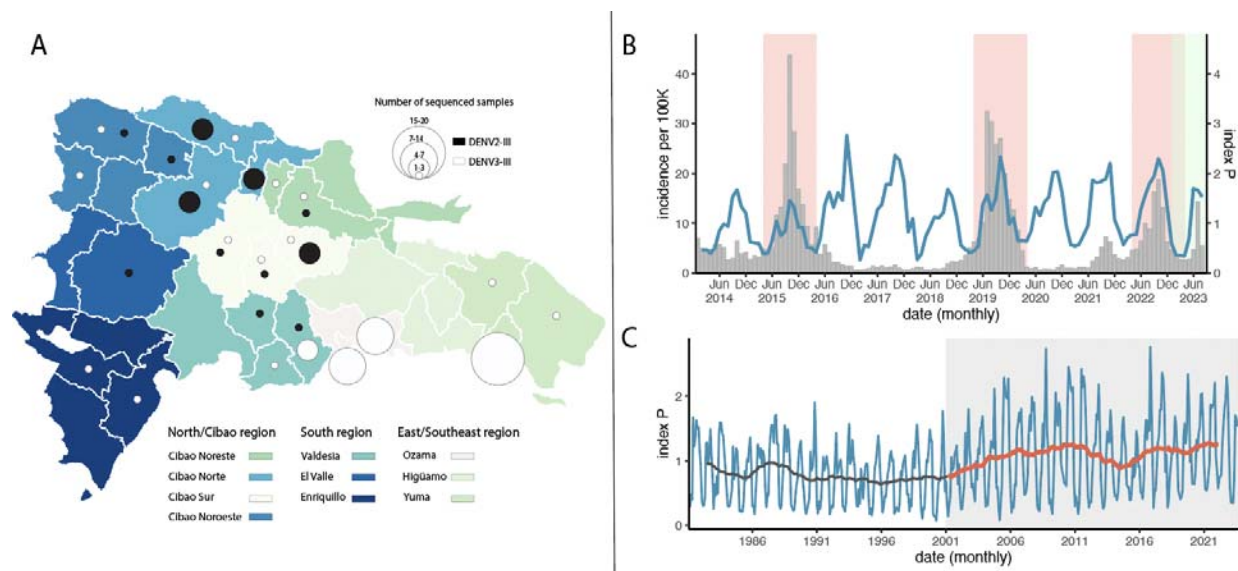 A
Number of sequenced samples
15-20
7-14
4-7
1-3
DENV2-III
DENV3-III
North/Cibao region
Cibao Noreste
Cibao Norte
Cibao Sur
Cibao Noroeste
South region
Valdesia
El Valle
Enriquillo
East/Southeast region
Ozama
Higüamo
Yuma
B
incidence per 100K
40
30
20
10
0
4
3
2
1
0
index P
Jun Dec Jun Dec Jun Dec Jun Dec Jun Dec Jun Dec Jun Dec Jun Dec Jun Dec Jun
2014 2015 2016 2017 2018 2019 2020 2021 2022 2023
date (monthly)
C
index P
2
1
0
1986 1991 1996 2001 2006 2011 2016 2021
date (monthly)